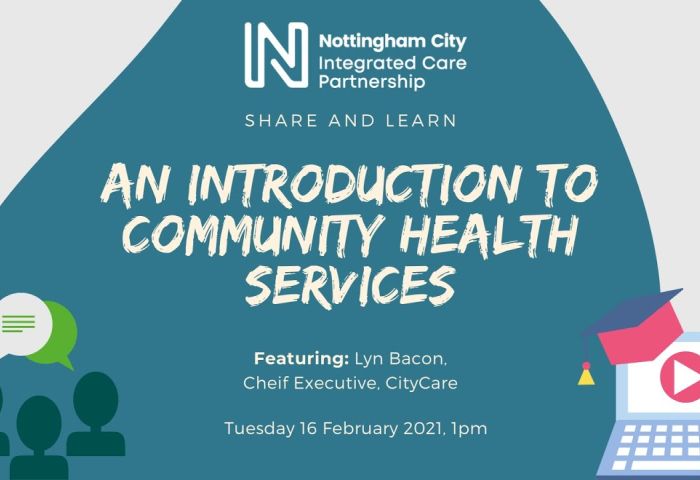 Nottingham City
Integrated Care
Partnership
SHARE AND LEARN
AN INTRODUCTION TO
COMMUNITY HEALTH
SERVICES
Featuring: Lyn Bacon,
Cheif Executive, CityCare
Tuesday 16 February 2021, 1pm